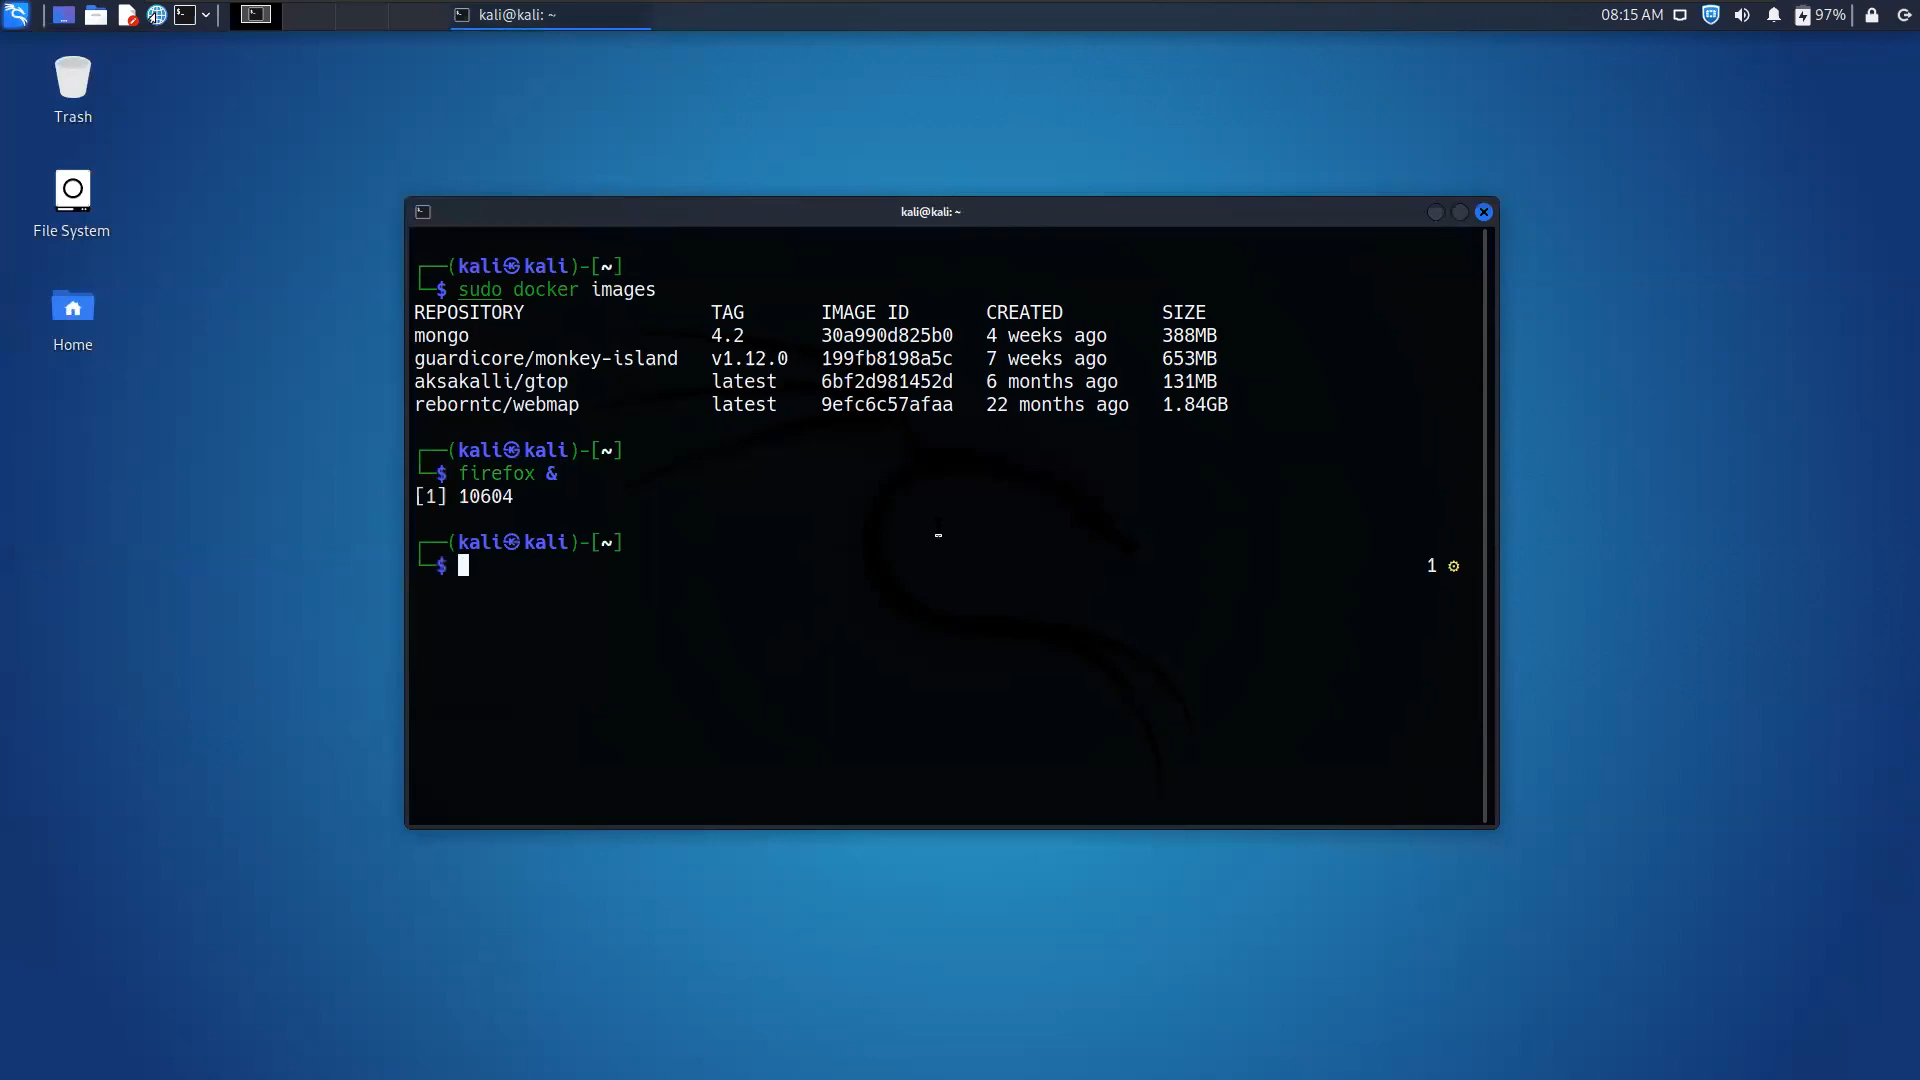 kali@kali: ~
08:15 AM
97%
Trash
File System
Home
kali@kali: ~
┌──(kali㉿kali)-[~]
└─$ sudo docker images
REPOSITORY TAG IMAGE ID CREATED SIZE
mongo 4.2 30a990d825b0 4 weeks ago 388MB
guardicore/monkey-island v1.12.0 199fb8198a5c 7 weeks ago 653MB
aksakalli/gtop latest 6bf2d981452d 6 months ago 131MB
reborntc/webmap latest 9efc6c57afaa 22 months ago 1.84GB
┌──(kali㉿kali)-[~]
└─$ firefox &
[1] 10604
┌──(kali㉿kali)-[~]
└─$ 1 ⚙